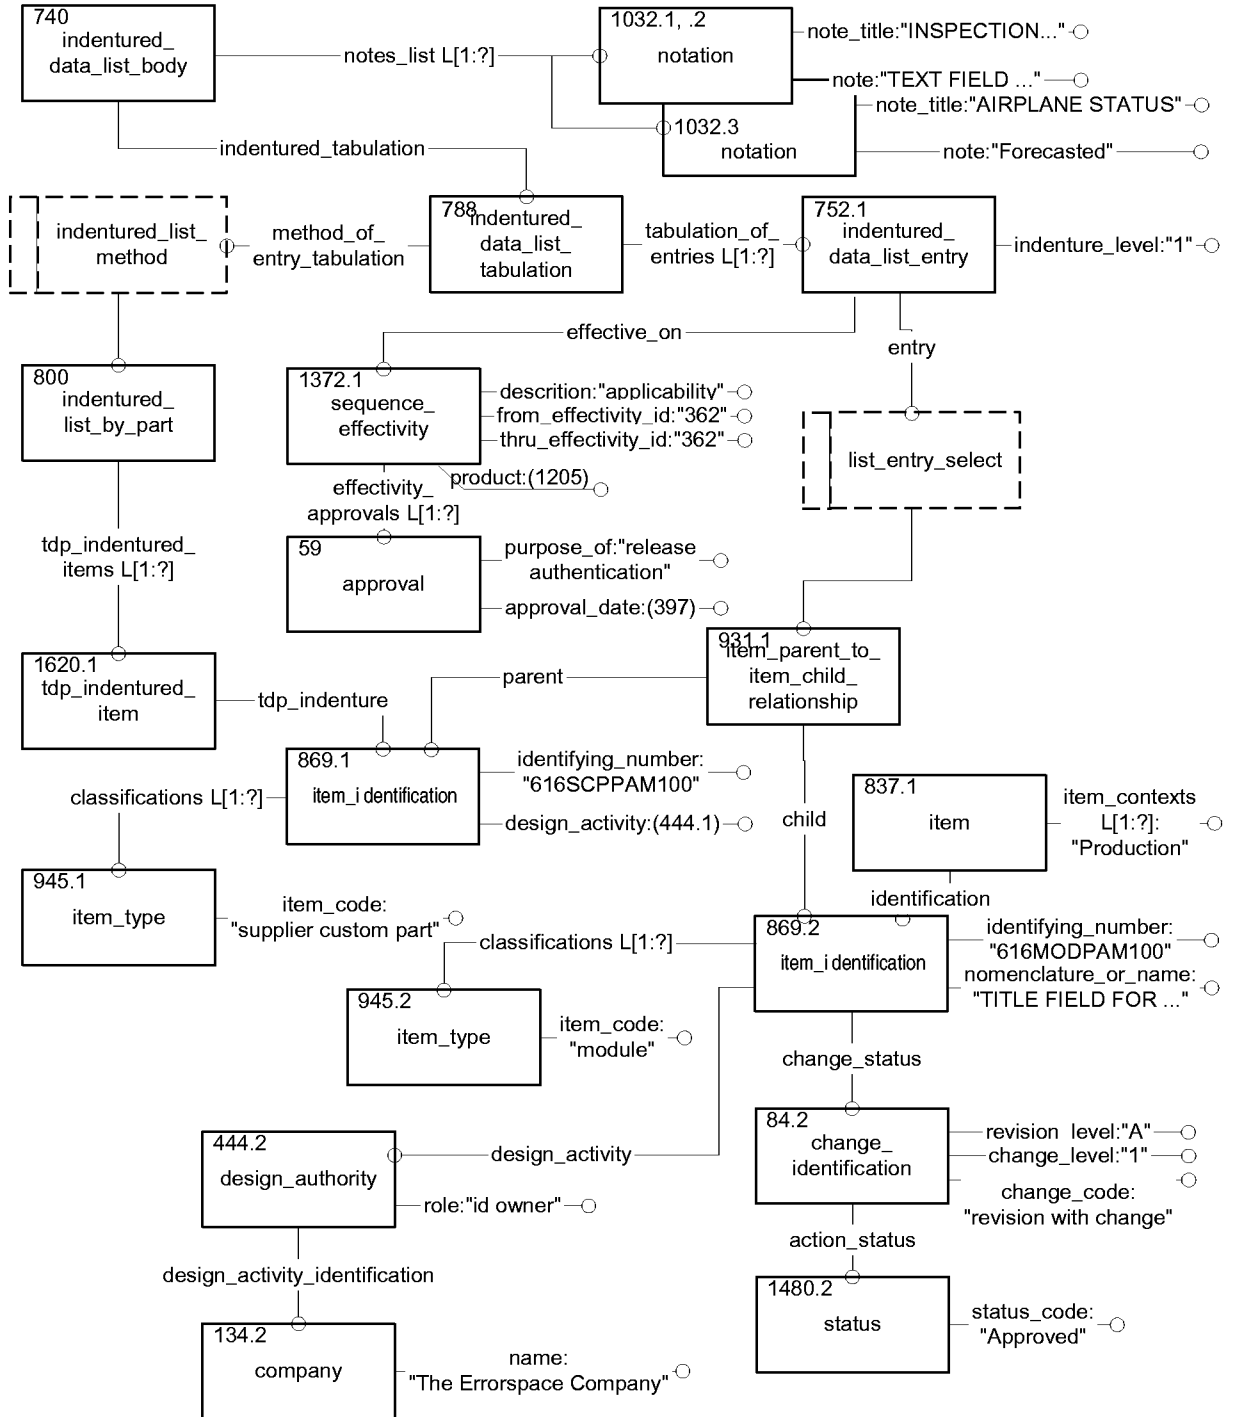 740
indentured_
data_list_body
notes_list L[1:?]
1032.1, .2
notation
note_title:"INSPECTION..."
note:"TEXT FIELD ..."
note_title:"AIRPLANE STATUS"
1032.3
notation
note:"Forecasted"
indentured_tabulation
indentured_list_
method
method_of_
entry_tabulation
788
indentured_
data_list_
tabulation
tabulation_of_
entries L[1:?]
752.1
indentured_
data_list_entry
indenture_level:"1"
effective_on
entry
800
indentured_
list_by_part
1372.1
sequence_
effectivity
descrition:"applicability"
from_effectivity_id:"362"
thru_effectivity_id:"362"
product:(1205)
list_entry_select
effectivity_
approvals L[1:?]
tdp_indentured_
items L[1:?]
59
approval
purpose_of:"release
authentication"
approval_date:(397)
931.1
item_parent_to_
item_child_
relationship
1620.1
tdp_indentured_
item
tdp_indenture
parent
869.1
item_i dentification
identifying_number:
"616SCPPAM100"
design_activity:(444.1)
classifications L[1:?]
child
837.1
item
item_contexts
L[1:?]:
"Production"
identification
945.1
item_type
item_code:
"supplier custom part"
classifications L[1:?]
869.2
item_i dentification
identifying_number:
"616MODPAM100"
nomenclature_or_name:
"TITLE FIELD FOR ..."
945.2
item_type
item_code:
"module"
change_status
444.2
design_authority
design_activity
role:"id owner"
84.2
change_
identification
revision_level:"A"
change_level:"1"
change_code:
"revision with change"
action_status
design_activity_identification
1480.2
status
status_code:
"Approved"
134.2
company
name:
"The Errorspace Company"